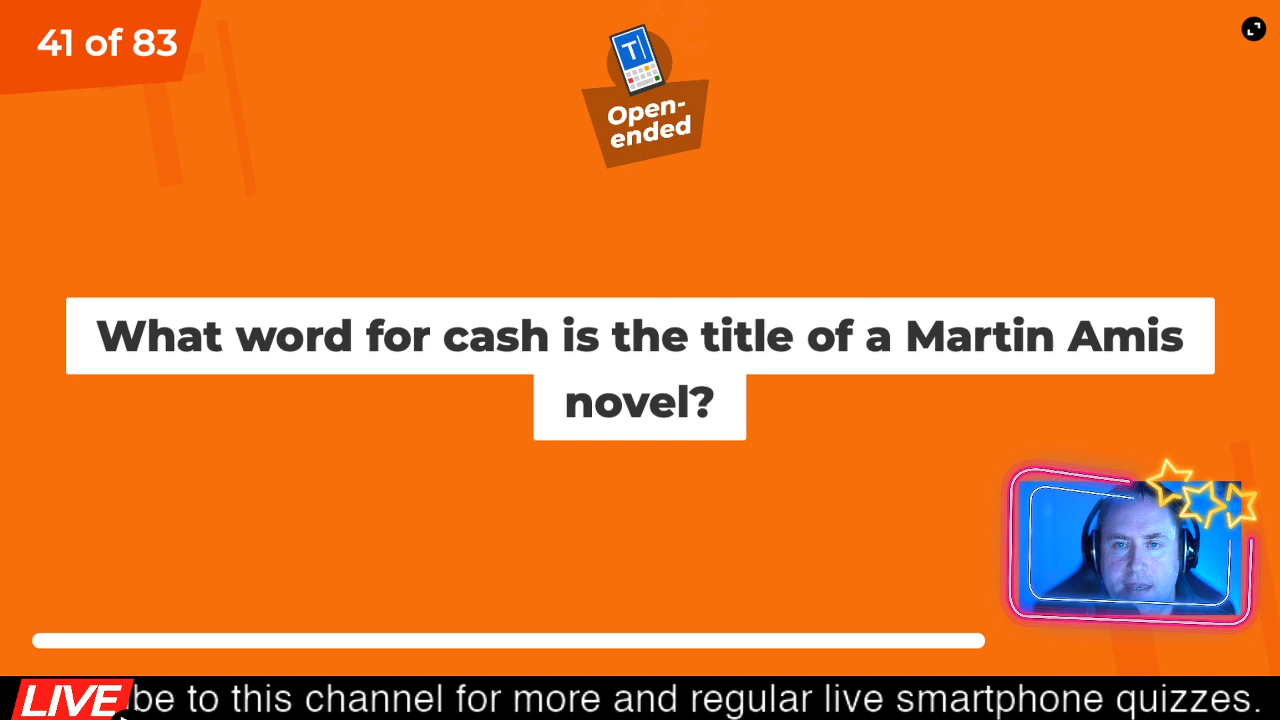 41 of 83
T
Open-
ended
What word for cash is the title of a Martin Amis
novel?
LIVE be to this channel for more and regular live smartphone quizzes.